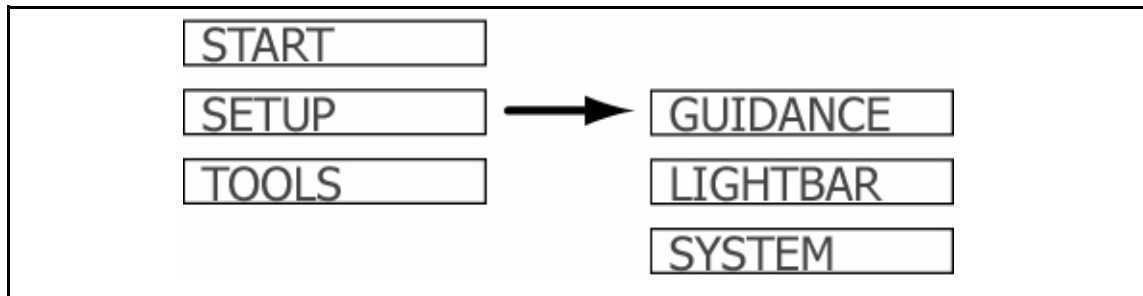 START
SETUP
GUIDANCE
TOOLS
LIGHTBAR
SYSTEM